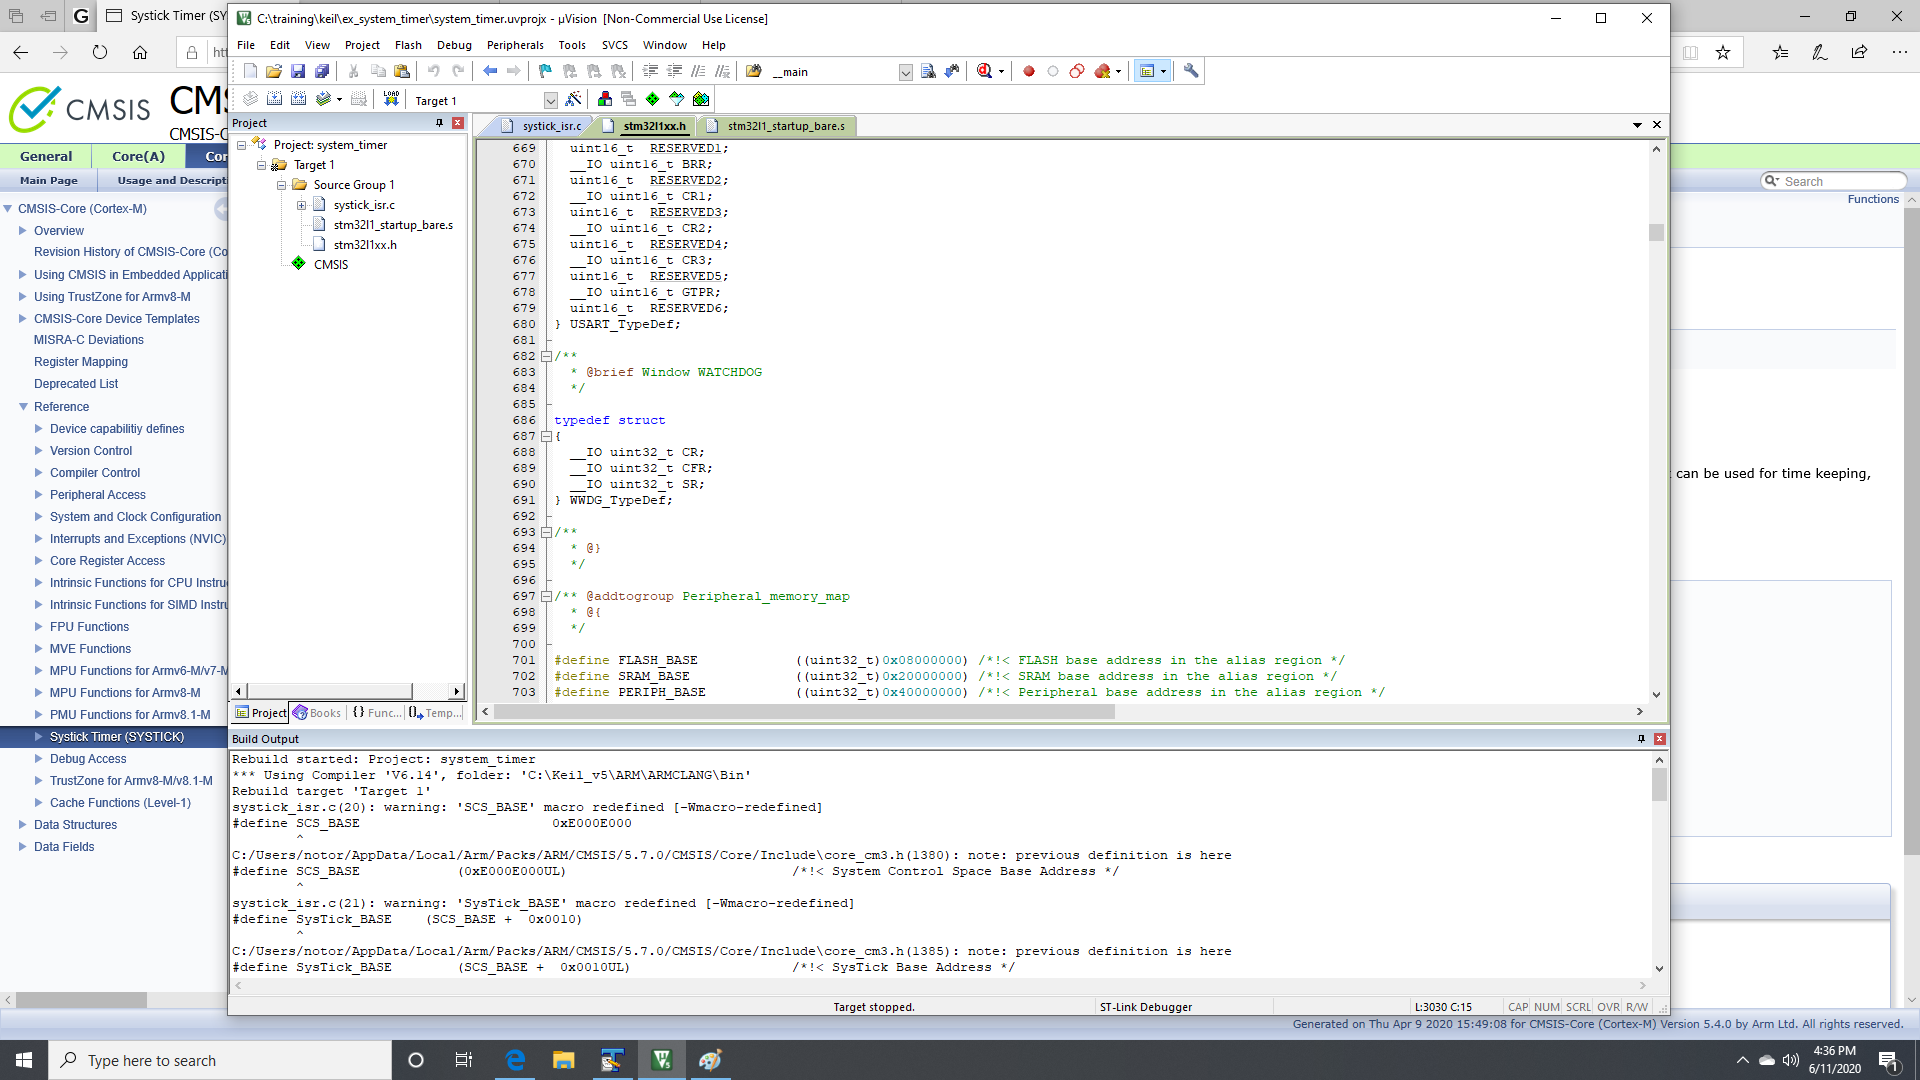 Systick Timer (SY
C:\training\keil\ex_system_timer\system_timer.uvprojx - µVision  [Non-Commercial Use License]
File Edit View Project Flash Debug Peripherals Tools SVCS Window Help
__main
LOAD
Target 1
CMSIS
CMS
CMSIS-C
General
Core(A)
Cor
Main Page
Usage and Descripti
Search
Functions
CMSIS-Core (Cortex-M)
Overview
Revision History of CMSIS-Core (Co
Using CMSIS in Embedded Applicati
Using TrustZone for Armv8-M
CMSIS-Core Device Templates
MISRA-C Deviations
Register Mapping
Deprecated List
Reference
Device capabilitiy defines
Version Control
Compiler Control
Peripheral Access
System and Clock Configuration
Interrupts and Exceptions (NVIC)
Core Register Access
Intrinsic Functions for CPU Instru
Intrinsic Functions for SIMD Instru
FPU Functions
MVE Functions
MPU Functions for Armv6-M/v7-M
MPU Functions for Armv8-M
PMU Functions for Armv8.1-M
Systick Timer (SYSTICK)
Debug Access
TrustZone for Armv8-M/v8.1-M
Cache Functions (Level-1)
Data Structures
Data Fields
Project
Project: system_timer
Target 1
Source Group 1
systick_isr.c
stm32l1_startup_bare.s
stm32l1xx.h
CMSIS
Project Books Func... Temp...
systick_isr.c stm32l1xx.h stm32l1_startup_bare.s
669 uint16_t  RESERVED1;
670 __IO uint16_t BRR;
671 uint16_t  RESERVED2;
672 __IO uint16_t CR1;
673 uint16_t  RESERVED3;
674 __IO uint16_t CR2;
675 uint16_t  RESERVED4;
676 __IO uint16_t CR3;
677 uint16_t  RESERVED5;
678 __IO uint16_t GTPR;
679 uint16_t  RESERVED6;
680 } USART_TypeDef;
681
682 /**
683 * @brief Window WATCHDOG
684 */
685
686 typedef struct
687 {
688 __IO uint32_t CR;
689 __IO uint32_t CFR;
690 __IO uint32_t SR;
691 } WWDG_TypeDef;
692
693 /**
694 * @}
695 */
696
697 /** @addtogroup Peripheral_memory_map
698 * @{
699 */
700
701 #define FLASH_BASE            ((uint32_t)0x08000000) /*!< FLASH base address in the alias region */
702 #define SRAM_BASE             ((uint32_t)0x20000000) /*!< SRAM base address in the alias region */
703 #define PERIPH_BASE           ((uint32_t)0x40000000) /*!< Peripheral base address in the alias region */
can be used for time keeping,
Build Output
Rebuild started: Project: system_timer
*** Using Compiler 'V6.14', folder: 'C:\Keil_v5\ARM\ARMCLANG\Bin'
Rebuild target 'Target 1'
systick_isr.c(20): warning: 'SCS_BASE' macro redefined [-Wmacro-redefined]
#define SCS_BASE                        0xE000E000
^
C:/Users/notor/AppData/Local/Arm/Packs/ARM/CMSIS/5.7.0/CMSIS/Core/Include\core_cm3.h(1380): note: previous definition is here
#define SCS_BASE            (0xE000E000UL)                            /*!< System Control Space Base Address */
^
systick_isr.c(21): warning: 'SysTick_BASE' macro redefined [-Wmacro-redefined]
#define SysTick_BASE    (SCS_BASE +  0x0010)
^
C:/Users/notor/AppData/Local/Arm/Packs/ARM/CMSIS/5.7.0/CMSIS/Core/Include\core_cm3.h(1385): note: previous definition is here
#define SysTick_BASE        (SCS_BASE +  0x0010UL)                    /*!< SysTick Base Address */
Target stopped. ST-Link Debugger L:3030 C:15 CAP NUM SCRL OVR R/W
Generated on Thu Apr 9 2020 15:49:08 for CMSIS-Core (Cortex-M) Version 5.4.0 by Arm Ltd. All rights reserved.
Type here to search
4:36 PM
6/11/2020
1